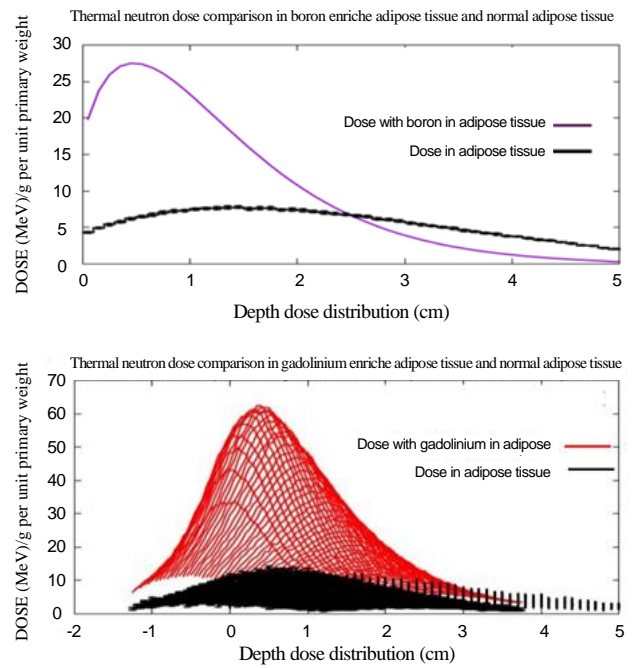 Thermal neutron dose comparison in boron enriche adipose tissue and normal adipose tissue
DOSE (MeV)/g per unit primary weight
30
25
20
15
10
5
0
Dose with boron in adipose tissue
Dose in adipose tissue
0 1 2 3 4 5
Depth dose distribution (cm)
Thermal neutron dose comparison in gadolinium enriche adipose tissue and normal adipose tissue
DOSE (MeV)/g per unit primary weight
70
60
50
40
30
20
10
0
Dose with gadolinium in adipose
Dose in adipose tissue
-2 -1 0 1 2 3 4 5
Depth dose distribution (cm)